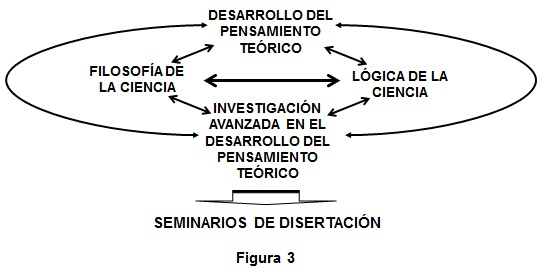 DESARROLLO DEL
PENSAMIENTO
TEÓRICO
FILOSOFÍA DE
LA CIENCIA
LÓGICA DE LA
CIENCIA
INVESTIGACIÓN
AVANZADA EN EL
DESARROLLO DEL
PENSAMIENTO
TEÓRICO
SEMINARIOS DE DISERTACIÓN
Figura 3